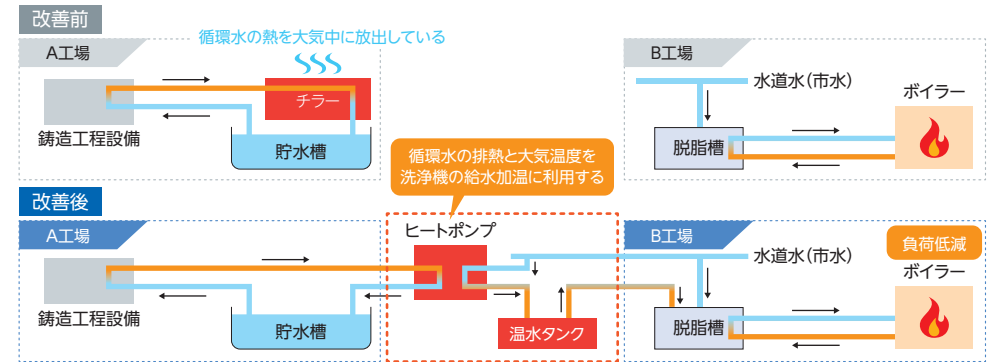 改善前
A工場
循環水の熱を大気中に放出している
チラー
鋳造工程設備
貯水槽
B工場
水道水(市水)
ボイラー
脱脂槽
循環水の排熱と大気温度を
洗浄機の給水加温に利用する
改善後
A工場
鋳造工程設備
貯水槽
ヒートポンプ
温水タンク
B工場
水道水(市水)
負荷低減
ボイラー
脱脂槽